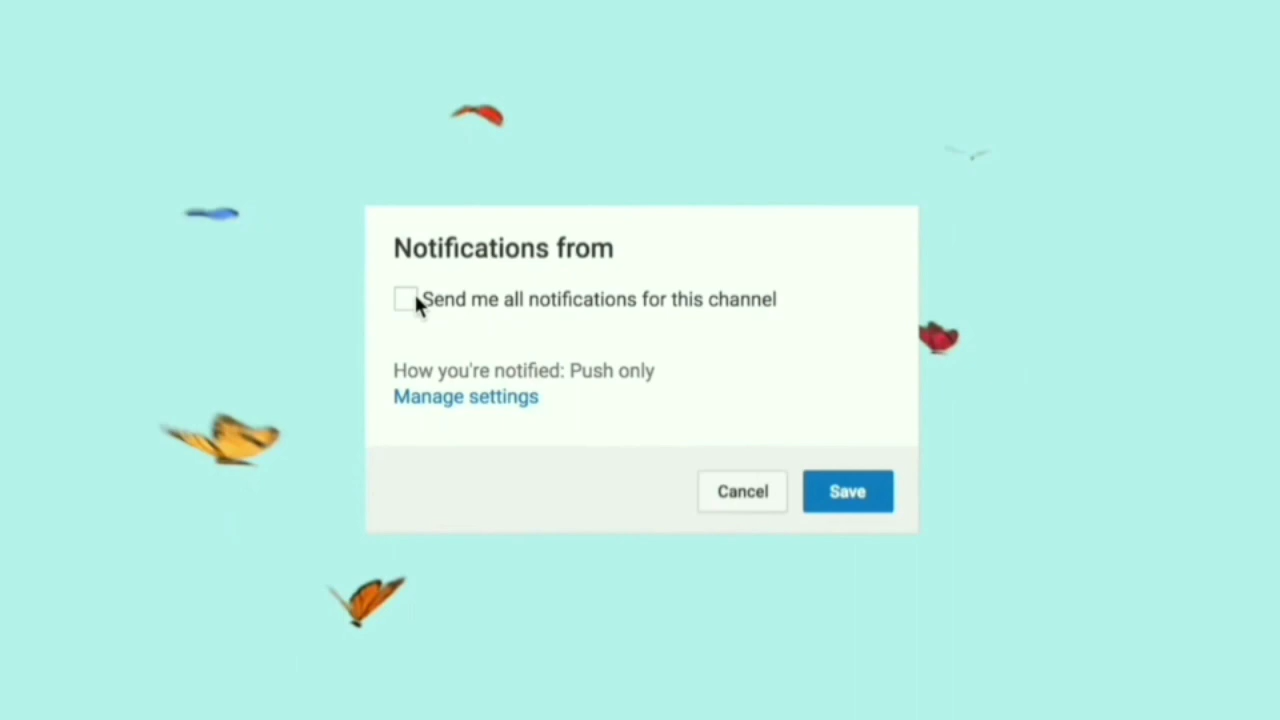 Notifications from
Send me all notifications for this channel
How you're notified: Push only
Manage settings
Cancel
Save